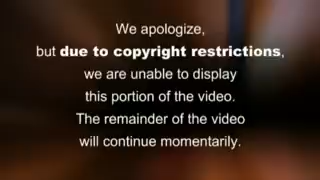 We apologize,
but due to copyright restrictions,
we are unable to display
this portion of the video.
The remainder of the video
will continue momentarily.